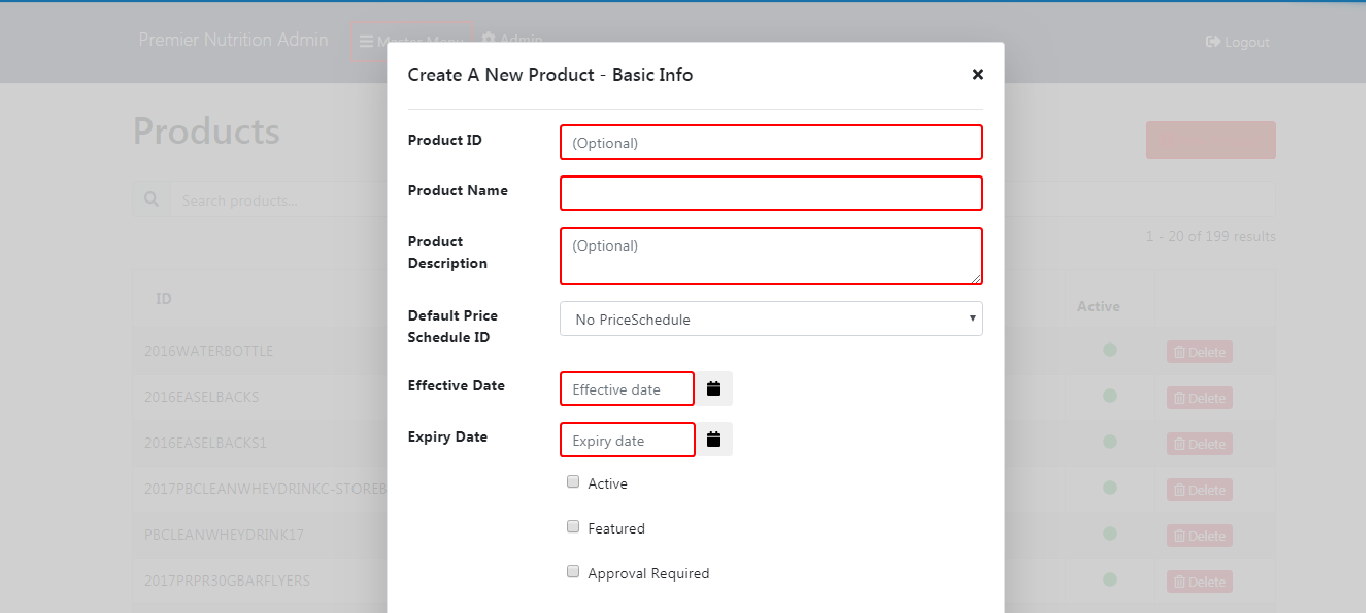 Premier Nutrition Admin
Master Menu
Admin
Logout
Create A New Product - Basic Info
Products
Product ID
(Optional)
Product Name
Search products...
Product
Description
(Optional)
1 - 20 of 199 results
ID
Default Price
Schedule ID
No PriceSchedule
Active
2016WATERBOTTLE
Delete
Effective Date
Effective date
2016EASELBACKS
Delete
Expiry Date
Expiry date
2016EASELBACKS1
Delete
Active
2017PBCLEANWHEYDRINKC-STOREB
Delete
Featured
PBCLEANWHEYDRINK17
Delete
Approval Required
2017PRPR30GBARFLYERS
Delete